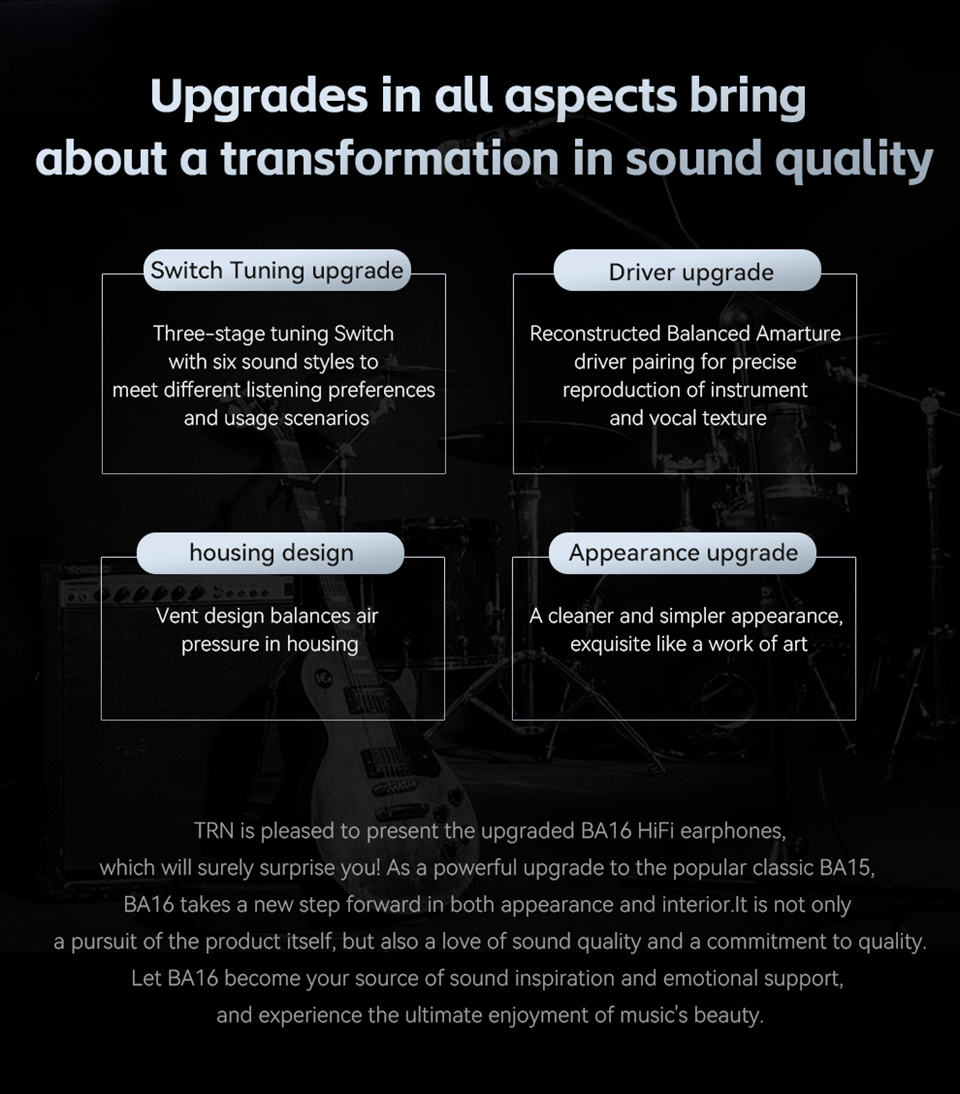 Upgrades in all aspects bring
about a transformation in sound quality
Switch Tuning upgrade
Three-stage tuning Switch
with six sound styles to
meet different listening preferences
and usage scenarios
Driver upgrade
Reconstructed Balanced Amarture
driver pairing for precise
reproduction of instrument
and vocal texture
housing design
Vent design balances air
pressure in housing
Appearance upgrade
A cleaner and simpler appearance,
exquisite like a work of art
TRN is pleased to present the upgraded BA16 HiFi earphones,
which will surely surprise you! As a powerful upgrade to the popular classic BA15,
BA16 takes a new step forward in both appearance and interior.It is not only
a pursuit of the product itself, but also a love of sound quality and a commitment to quality.
Let BA16 become your source of sound inspiration and emotional support,
and experience the ultimate enjoyment of music's beauty.